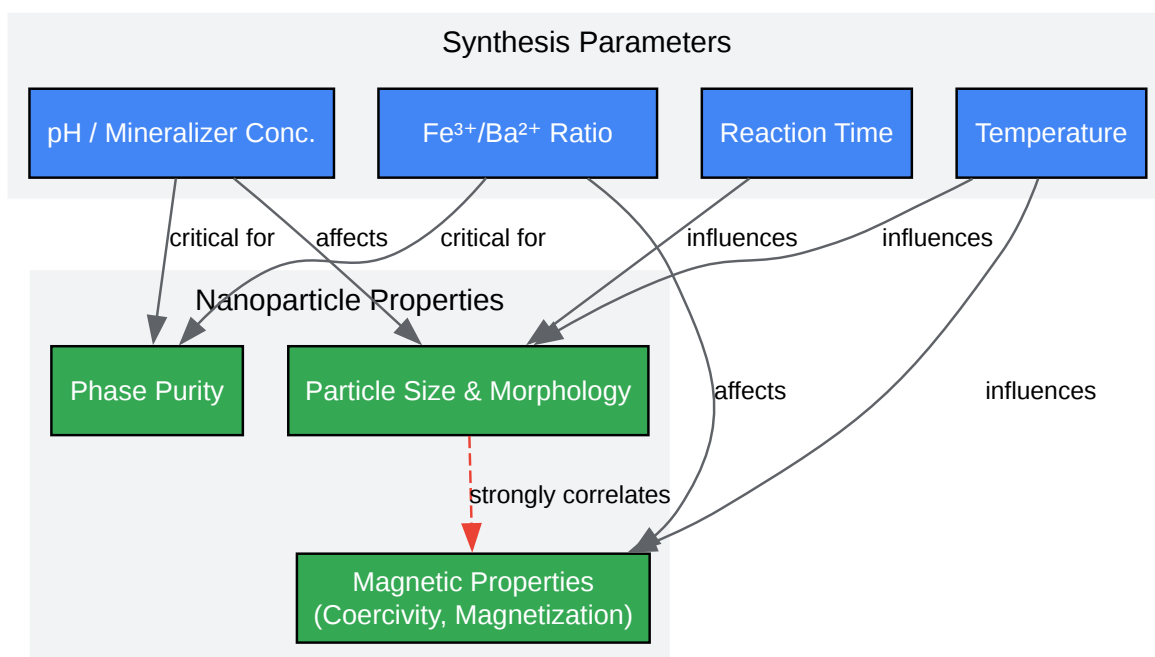 Synthesis Parameters
pH / Mineralizer Conc.
Fe³⁺/Ba²⁺ Ratio
Reaction Time
Temperature
critical for
affects
critical for
influences
influences
Nanoparticle Properties
Phase Purity
Particle Size & Morphology
affects
influences
strongly correlates
Magnetic Properties
(Coercivity, Magnetization)